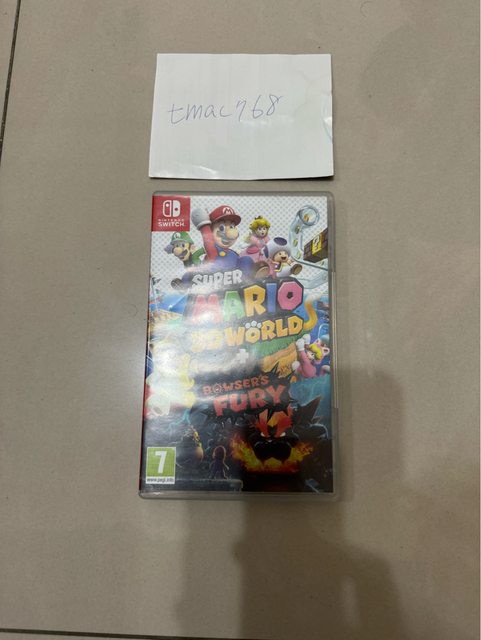 tmac768
NINTENDO
SWITCH
SUPER
MARIO
3D WORLD
+
BOWSER'S
FURY
7
www.pegi.info